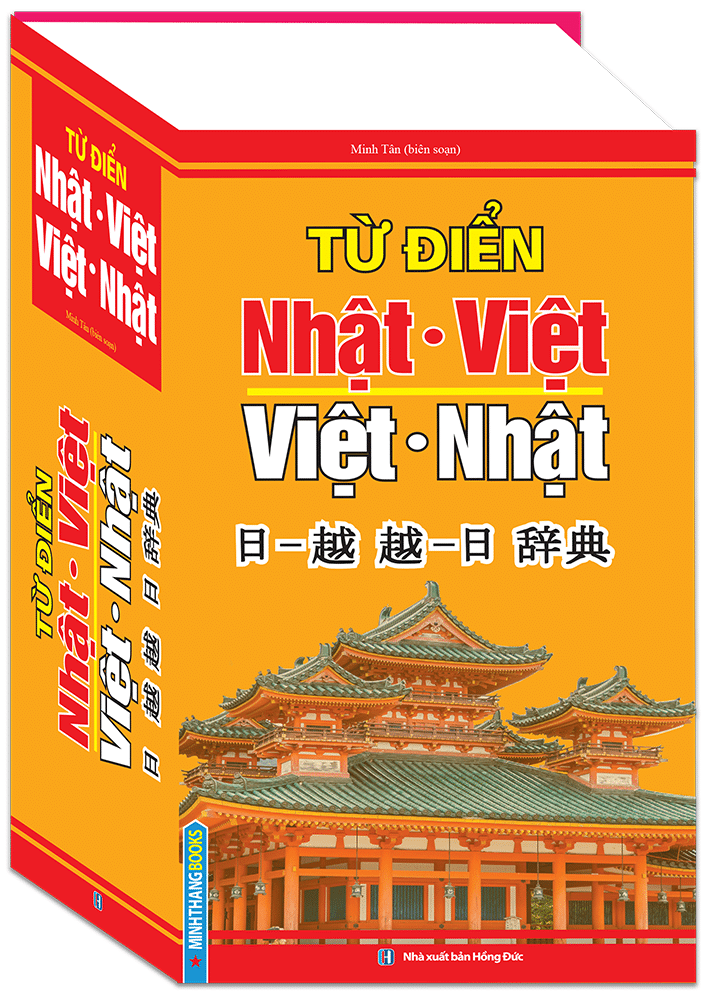 TỪ ĐIỂN
Nhật · Việt
Việt · Nhật
Minh Tân (biên soạn)
TỪ ĐIỂN
Nhật · Việt
Việt · Nhật
日 越 越 日 辞典
Minh Tân (biên soạn)
TỪ ĐIỂN
Nhật · Việt
Việt · Nhật
日-越 越-日 辞典
MINHTHANGBOOKS
H Nhà xuất bản Hồng Đức
H